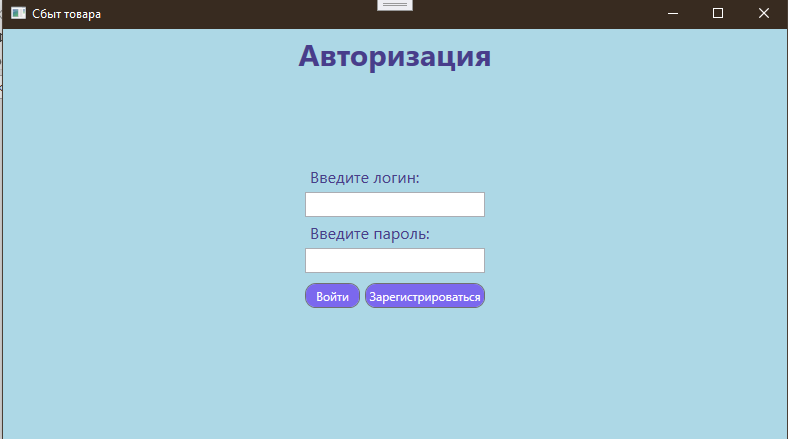 Сбыт товара
Авторизация
Введите логин:
Введите пароль:
Войти Зарегистрироваться